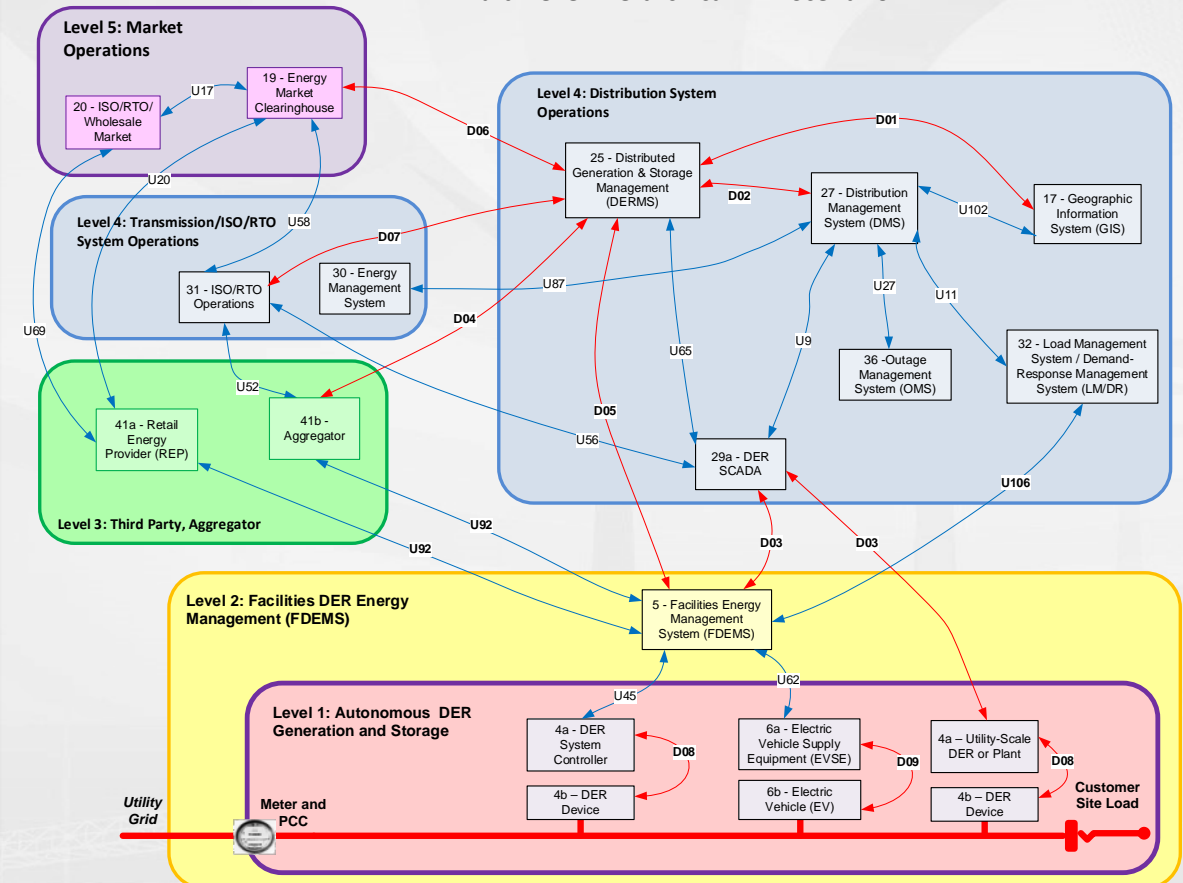 Level 5: Market
Operations
19 - Energy
Market
Clearinghouse
20 - ISO/RTO/
Wholesale
Market
U17
D06
U20
U58
U69
Level 4: Transmission/ISO/RTO
System Operations
31 - ISO/RTO
Operations
30 - Energy
Management
System
D07
D04
U87
U52
U56
Level 4: Distribution System
Operations
25 - Distributed
Generation & Storage
Management
(DERMS)
27 - Distribution
Management
System (DMS)
17 - Geographic
Information
System (GIS)
D01
D02
U102
U27
U11
U9
U65
D05
36 -Outage
Management
System (OMS)
32 - Load Management
System / Demand-
Response Management
System (LM/DR)
29a - DER
SCADA
U106
D03
D03
41a - Retail
Energy
Provider (REP)
41b -
Aggregator
Level 3: Third Party, Aggregator
U92
U92
Level 2: Facilities DER Energy
Management (FDEMS)
5 - Facilities Energy
Management
System (FDEMS)
U45
U62
Level 1: Autonomous DER
Generation and Storage
4a - DER
System
Controller
4b – DER
Device
D08
6a - Electric
Vehicle Supply
Equipment (EVSE)
6b - Electric
Vehicle (EV)
D09
4a – Utility-Scale
DER or Plant
4b – DER
Device
D08
Utility
Grid
Meter and
PCC
Customer
Site Load